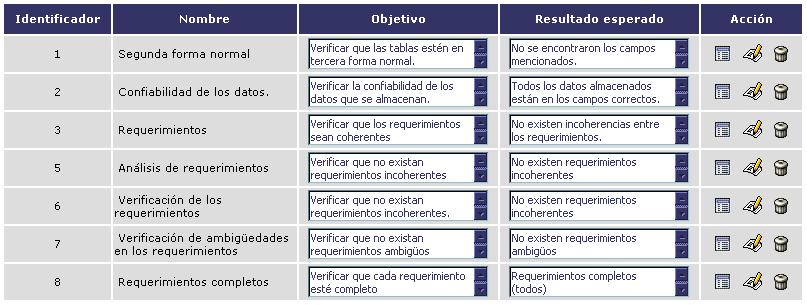 Identificador Nombre Objetivo Resultado esperado Acción
1 Segunda forma normal Verificar que las tablas estén en tercera forma normal. No se encontraron los campos mencionados.
2 Confiabilidad de los datos. Verificar la confiabilidad de los datos que se almacenan. Todos los datos almacenados están en los campos correctos.
3 Requerimientos Verificar que los requerimientos sean coherentes No existen incoherencias entre los requerimientos.
5 Análisis de requerimientos Verificar que no existan requerimientos incoherentes No existen requerimientos incoherentes
6 Verificación de los requerimientos Verificar que no existan requerimientos incoherentes. No existen requerimientos incoherentes
7 Verificación de ambigüedades en los requerimientos Verificar que no existan requerimientos ambigüos No existen requerimientos ambigüos
8 Requerimientos completos Verificar que cada requerimiento esté completo Requerimientos completos (todos)